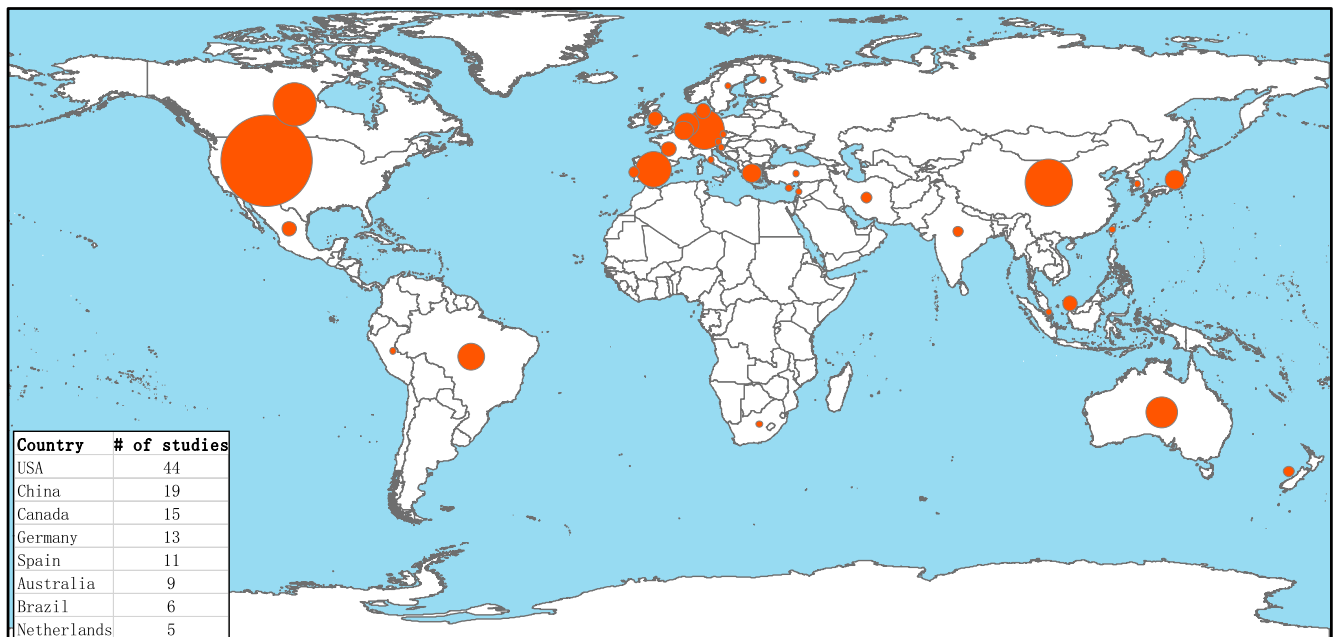 Country # of studies
USA 44
China 19
Canada 15
Germany 13
Spain 11
Australia 9
Brazil 6
Netherlands 5